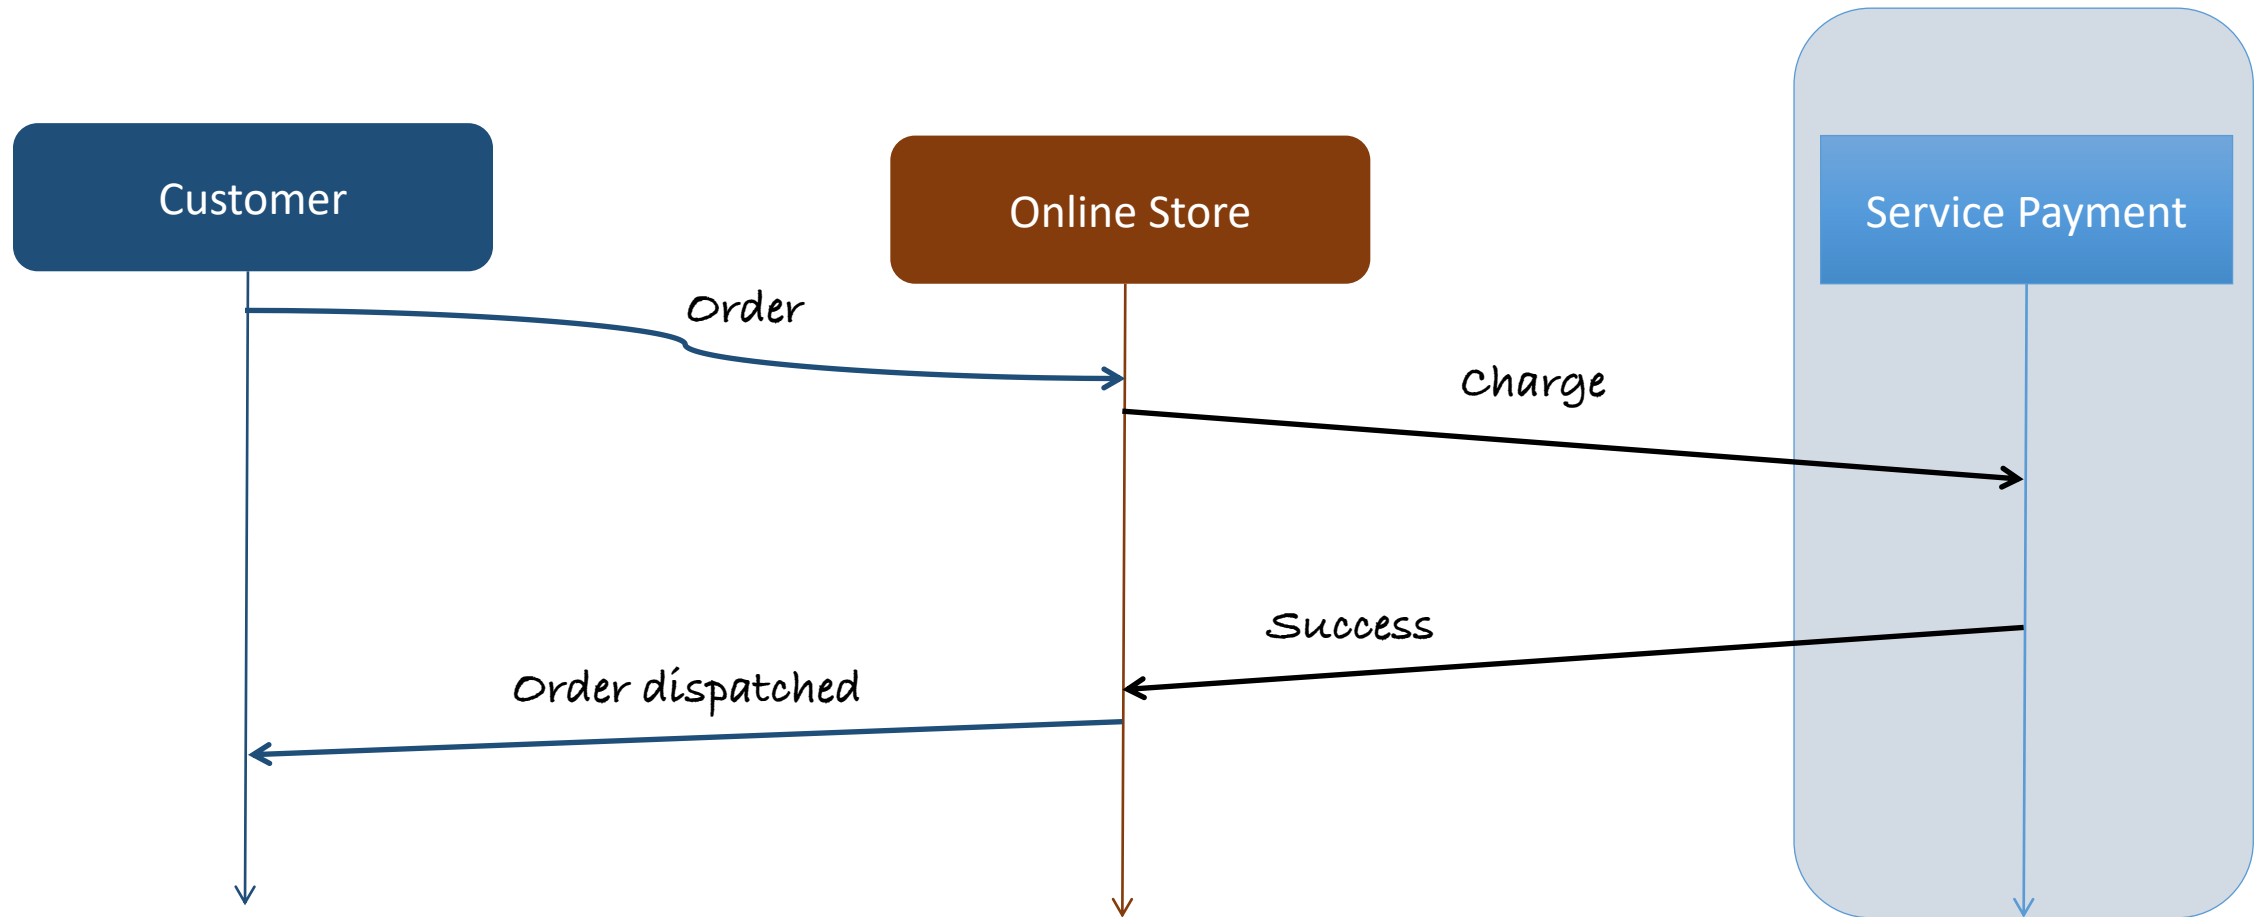 Customer
Online Store
Service Payment
Order
Charge
Success
Order dispatched